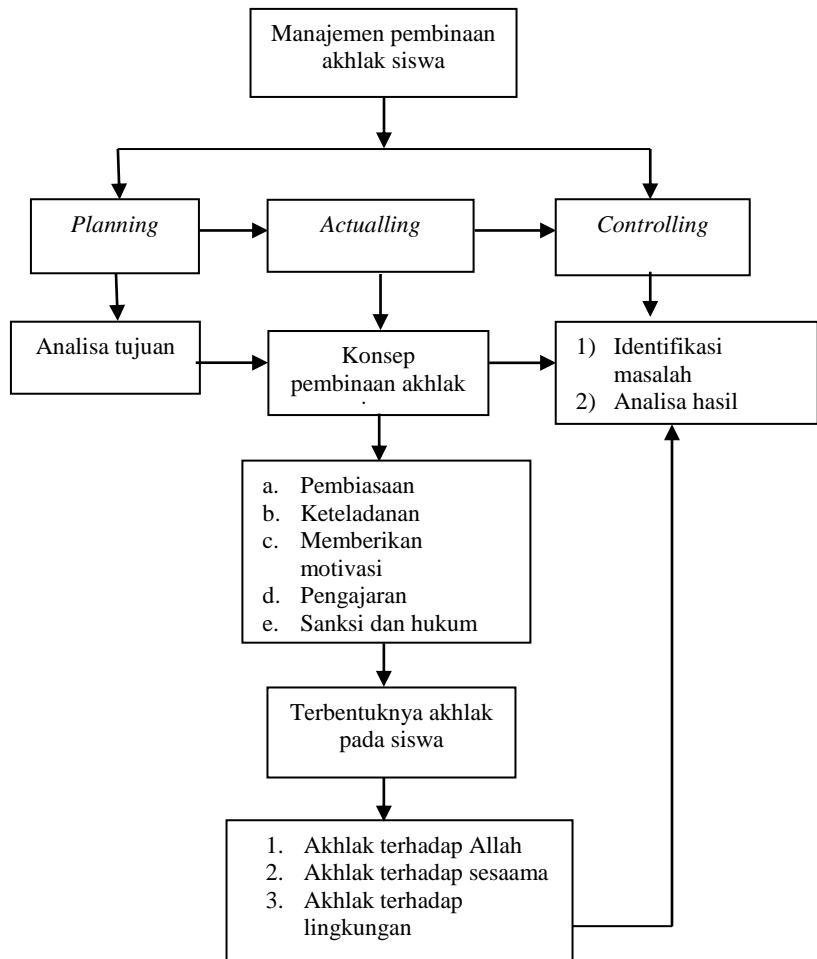 Manajemen pembinaan
akhlak siswa
Planning
Actualling
Controlling
Analisa tujuan
Konsep
pembinaan akhlak
1) Identifikasi
masalah
2) Analisa hasil
a. Pembiasaan
b. Keteladanan
c. Memberikan
motivasi
d. Pengajaran
e. Sanksi dan hukum
Terbentuknya akhlak
pada siswa
1. Akhlak terhadap Allah
2. Akhlak terhadap sesaama
3. Akhlak terhadap
lingkungan